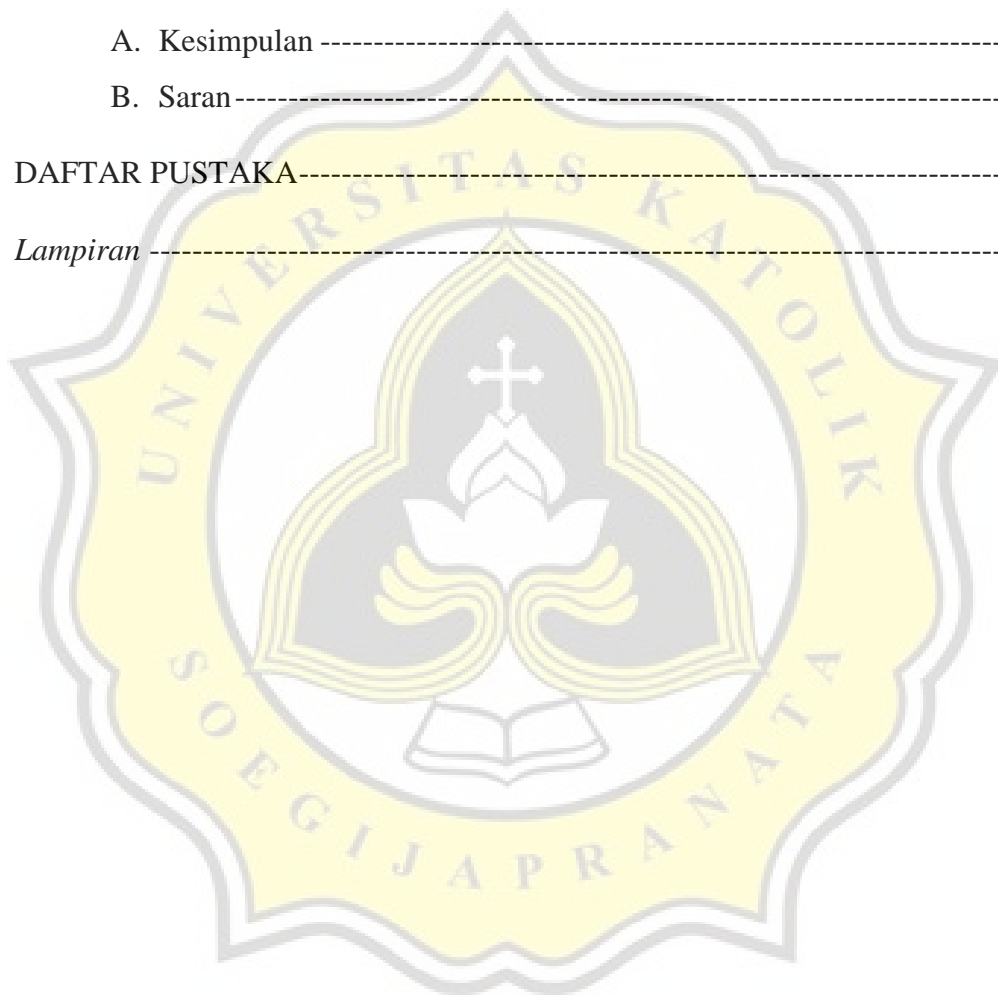 A. Kesimpulan ------------------------------------------------------------------------
B. Saran ------------------------------------------------------------------------------
DAFTAR PUSTAKA ----------------------------------------------------------------------
Lampiran --------------------------------------------------------------------------------
UNIVERSITAS KATOLIK
SOEGIJAPRANATA